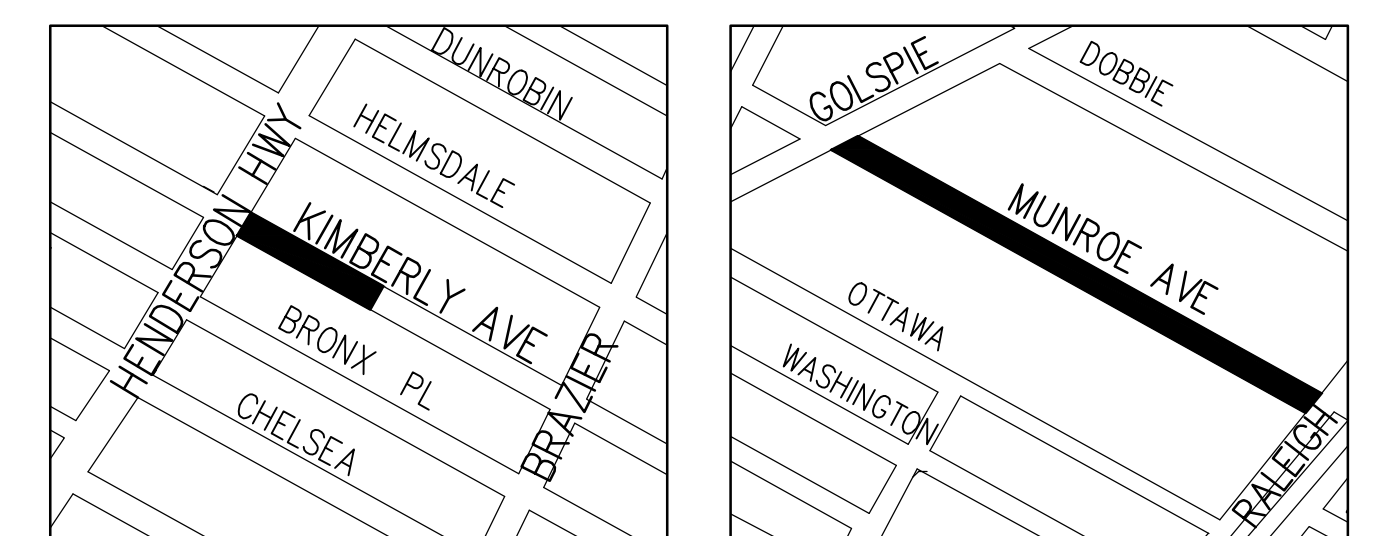 DUNROBIN
HELMSDALE
HENDERSON HWY
KIMBERLY AVE
BRONX PL
BRAZIER
CHELSEA
GOLSPIE
DOBBIE
MUNROE AVE
OTTAWA
WASHINGTON
RALEIGH